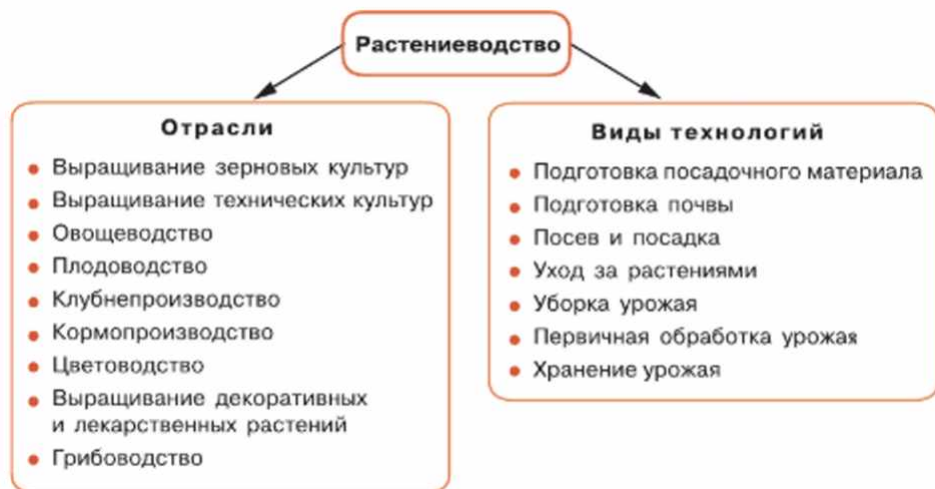 Растениеводство
Отрасли
Выращивание зерновых культур
Выращивание технических культур
Овощеводство
Плодоводство
Клубнепроизводство
Кормопроизводство
Цветоводство
Выращивание декоративных
и лекарственных растений
Грибоводство
Виды технологий
Подготовка посадочного материала
Подготовка почвы
Посев и посадка
Уход за растениями
Уборка урожая
Первичная обработка урожая
Хранение урожая